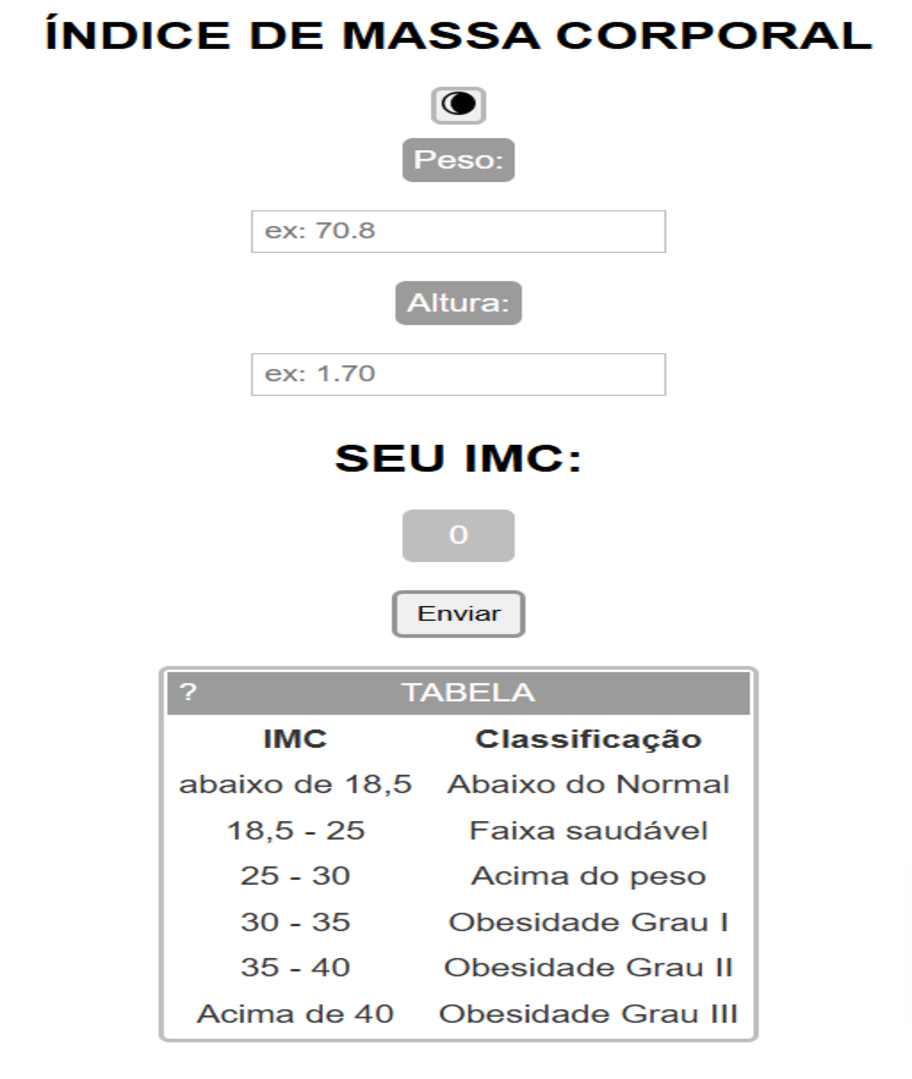 ÍNDICE DE MASSA CORPORAL
Peso:
ex: 70.8
Altura:
ex: 1.70
SEU IMC:
0
Enviar
? TABELA
IMC Classificação
abaixo de 18,5 Abaixo do Normal
18,5 - 25 Faixa saudável
25 - 30 Acima do peso
30 - 35 Obesidade Grau I
35 - 40 Obesidade Grau II
Acima de 40 Obesidade Grau III